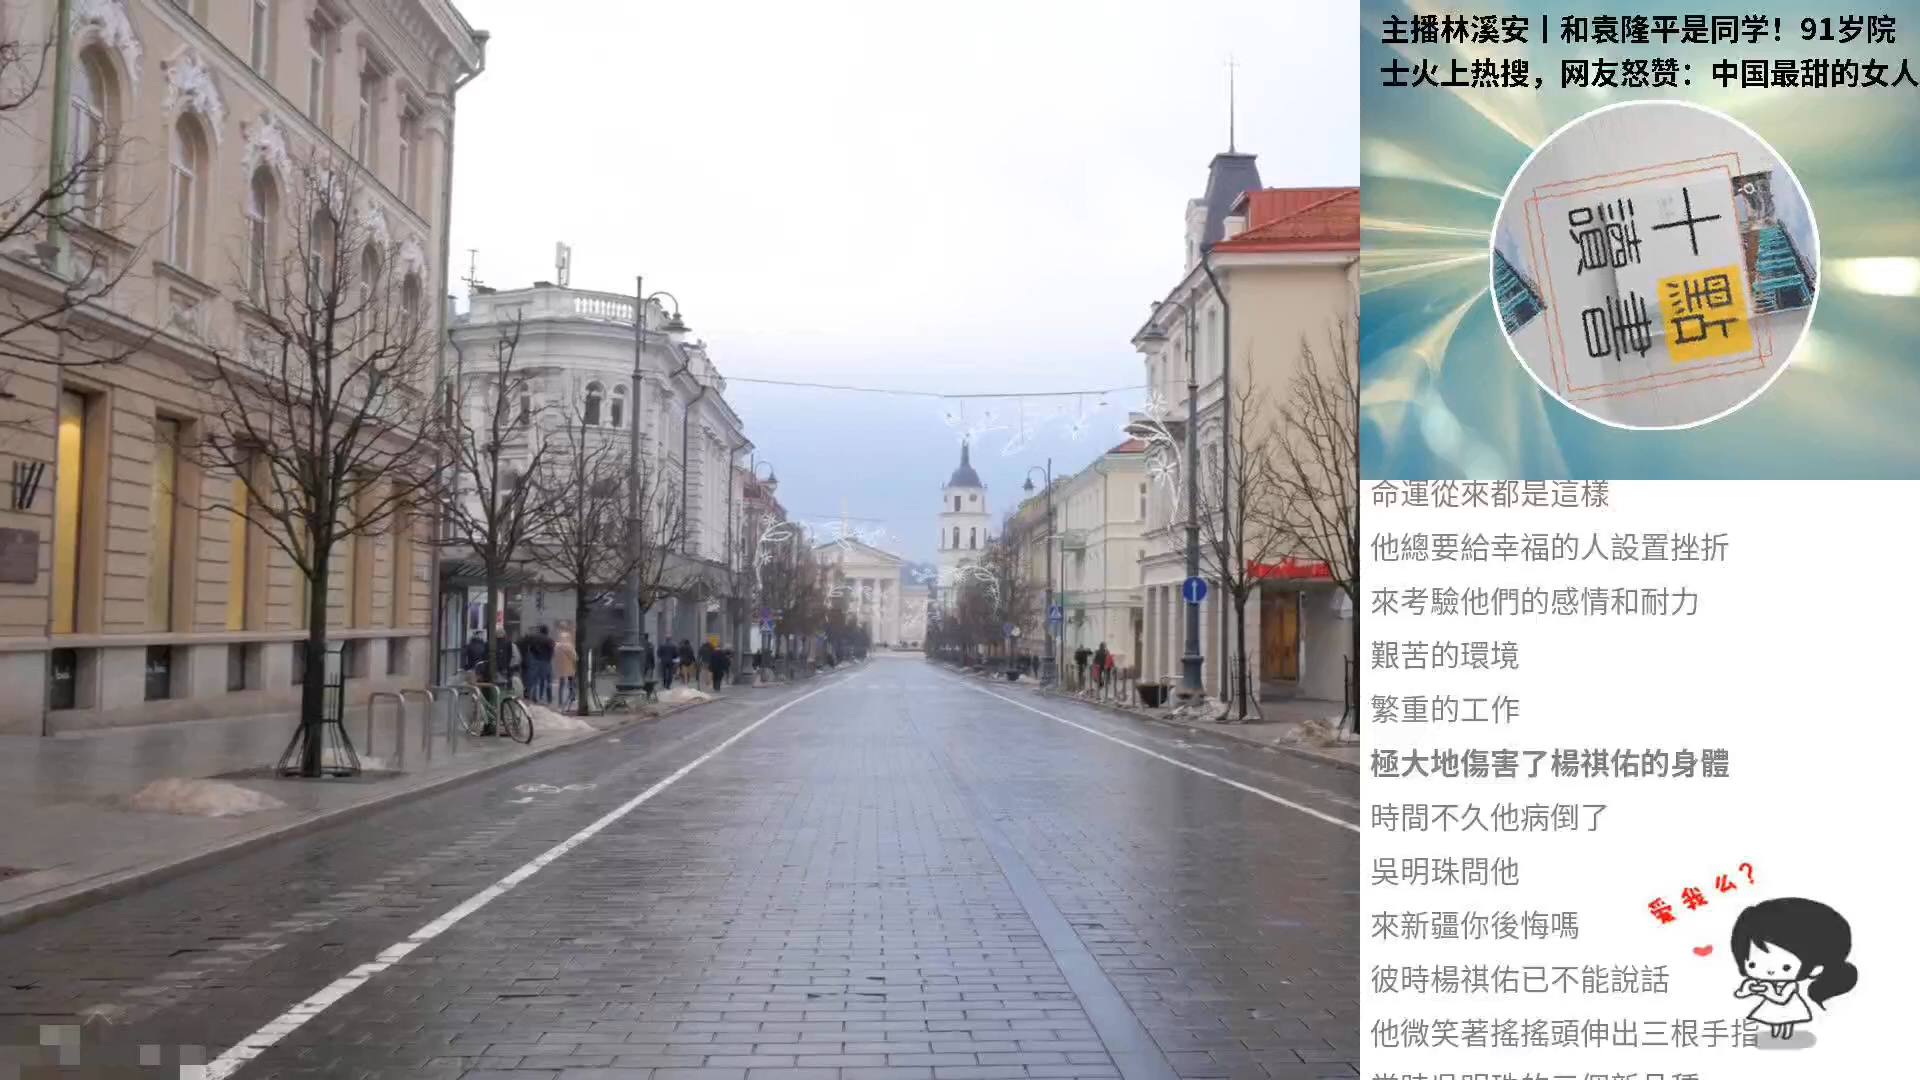 主播林溪安丨和袁隆平是同学！91岁院
士火上热搜，网友怒赞：中国最甜的女人
十點
讀書
命運從來都是這樣
他總要給幸福的人設置挫折
來考驗他們的感情和耐力
艱苦的環境
繁重的工作
極大地傷害了楊祺佑的身體
時間不久他病倒了
吳明珠問他
來新疆你後悔嗎
彼時楊祺佑已不能說話
他微笑著搖搖頭伸出三根手指
爱我么？